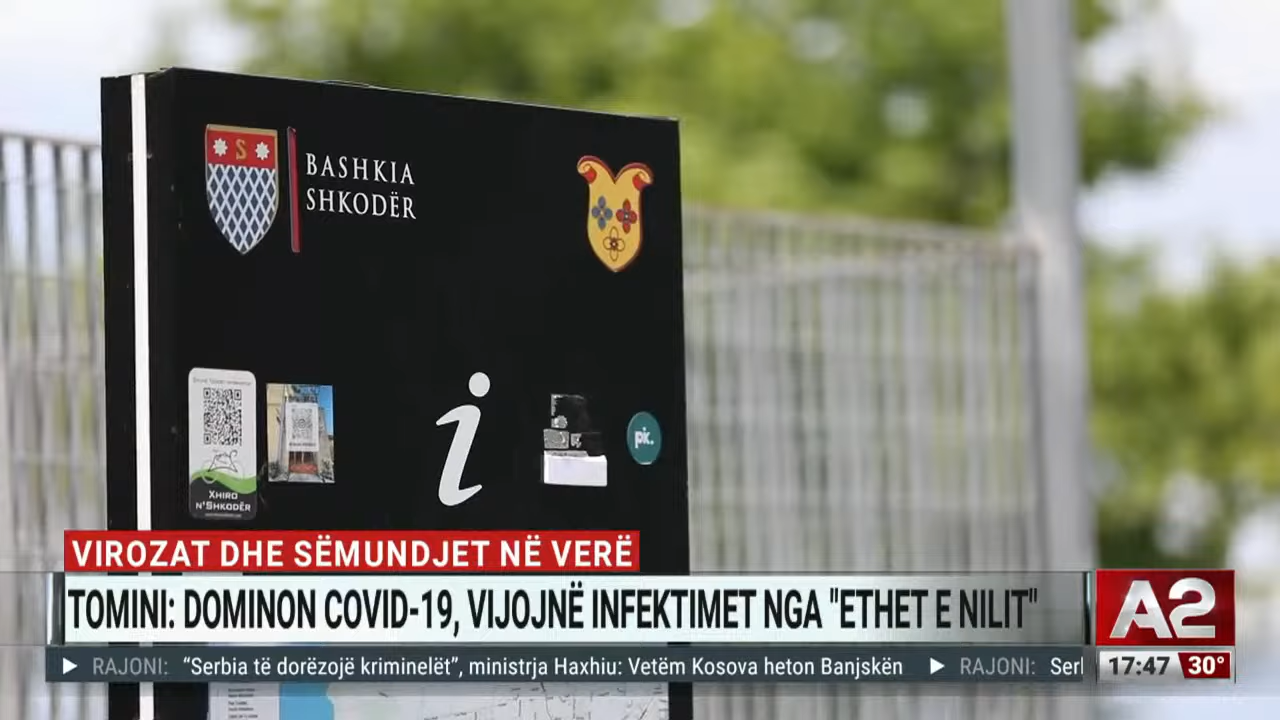 S
BASHKIA
SHKODËR
XHIRO
N'SHKODËR
i
pik.
VIROZAT DHE SËMUNDJET NË VERË
TOMINI: DOMINON COVID-19, VIJOJNË INFEKTIMET NGA "ETHET E NILIT"
A2
RAJONI: “Serbia të dorëzojë kriminelët”, ministrja Haxhiu: Vetëm Kosova heton Banjskën RAJONI: Serl
17:47 30°